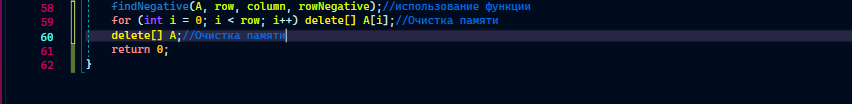 58 findNegative(A, row, column, rowNegative);//использование функции
59 for (int i = 0; i < row; i++) delete[] A[i];//Очистка памяти
60 delete[] A;//Очистка памяти
61 return 0;
62 }